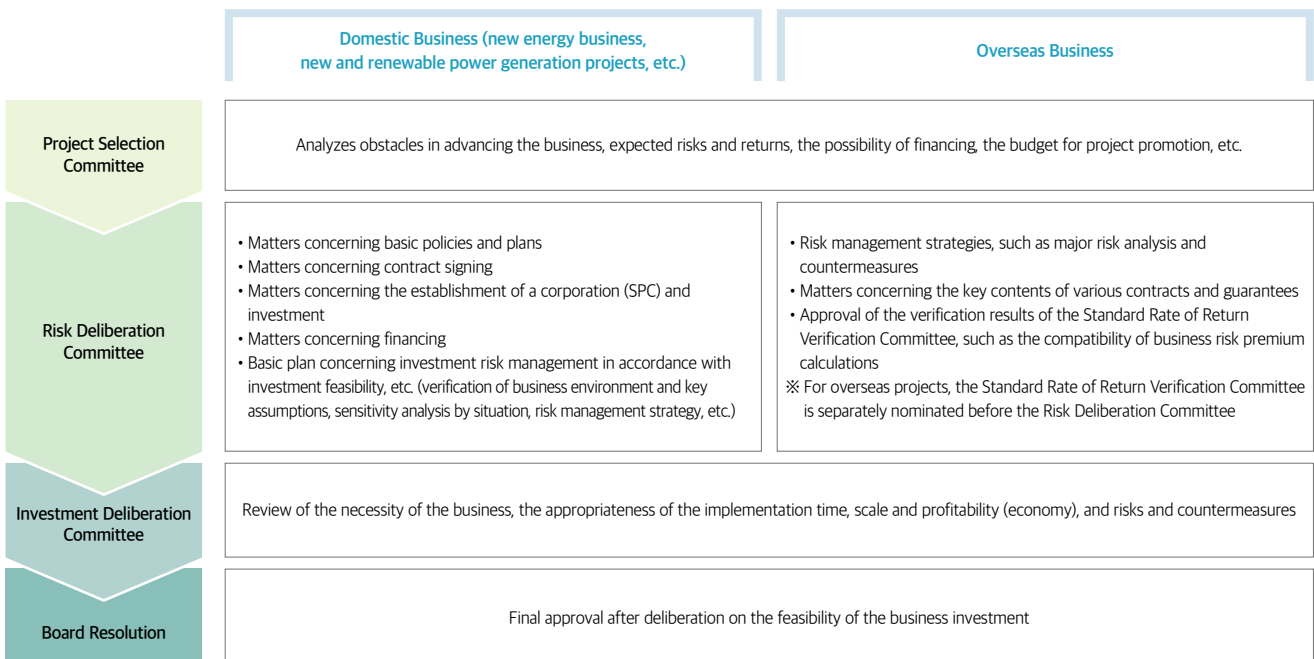 Domestic Business (new energy business,
new and renewable power generation projects, etc.)
Overseas Business
Project Selection
Committee
Analyzes obstacles in advancing the business, expected risks and returns, the possibility of financing, the budget for project promotion, etc.
Risk Deliberation
Committee
• Matters concerning basic policies and plans
• Matters concerning contract signing
• Matters concerning the establishment of a corporation (SPC) and
investment
• Matters concerning financing
• Basic plan concerning investment risk management in accordance with
investment feasibility, etc. (verification of business environment and key
assumptions, sensitivity analysis by situation, risk management strategy, etc.)
• Risk management strategies, such as major risk analysis and
countermeasures
• Matters concerning the key contents of various contracts and guarantees
• Approval of the verification results of the Standard Rate of Return
Verification Committee, such as the compatibility of business risk premium
calculations
※ For overseas projects, the Standard Rate of Return Verification Committee
is separately nominated before the Risk Deliberation Committee
Investment Deliberation
Committee
Review of the necessity of the business, the appropriateness of the implementation time, scale and profitability (economy), and risks and countermeasures
Board Resolution
Final approval after deliberation on the feasibility of the business investment